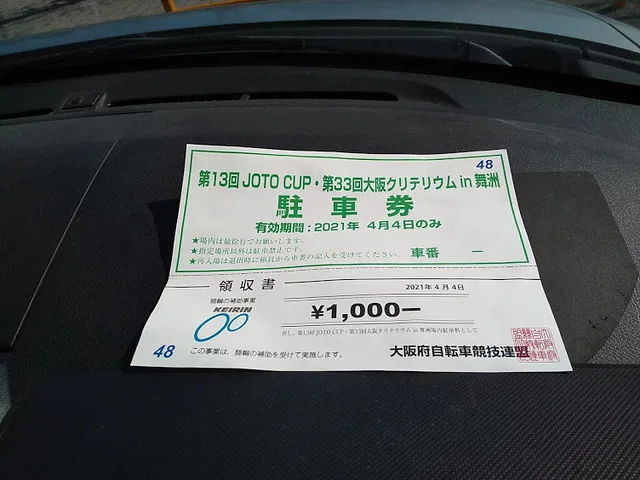 48
第13回 JOTO CUP・第33回大阪クリテリウム in 舞洲
駐車券
有効期間：2021年 4月4日のみ
★場内は最徐行でお願いします。
★指定場所以外は駐車禁止です。
★再入場は退出時に係員から車番の記入を受けてください。 車番 ー
領収書
2021年4月4日
競輪の補助事業
KEIRIN
¥1,000ー
但し、第13回 JOTO CUP・第33回大阪クリテリウム in 舞洲場内駐車料として
48
この事業は、競輪の補助を受けて実施します。
大阪府自転車競技連盟